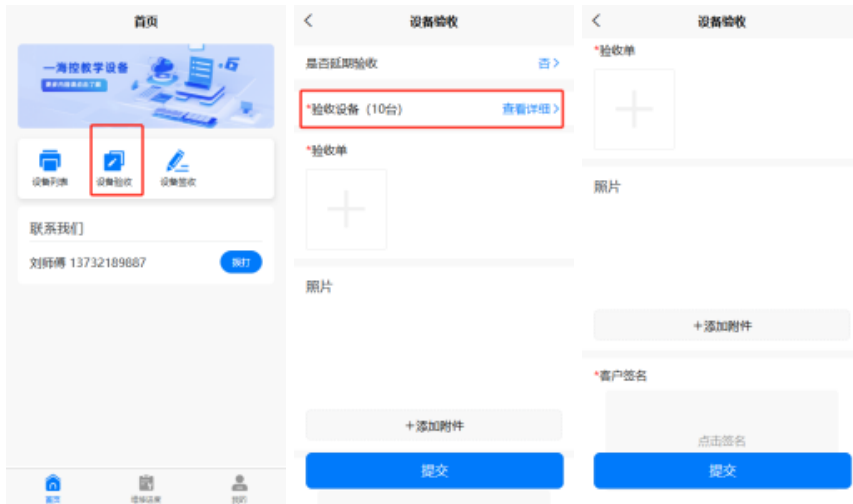 首页
一海控教学设备
设备列表
设备验收
设备签收
联系我们
刘师傅 13732189887
拨打
首页
我的
设备验收
是否延期验收
否
*验收设备（10台）
查看详细
*验收单
照片
+添加附件
提交
设备验收
*验收单
照片
+添加附件
*客户签名
点击签名
提交